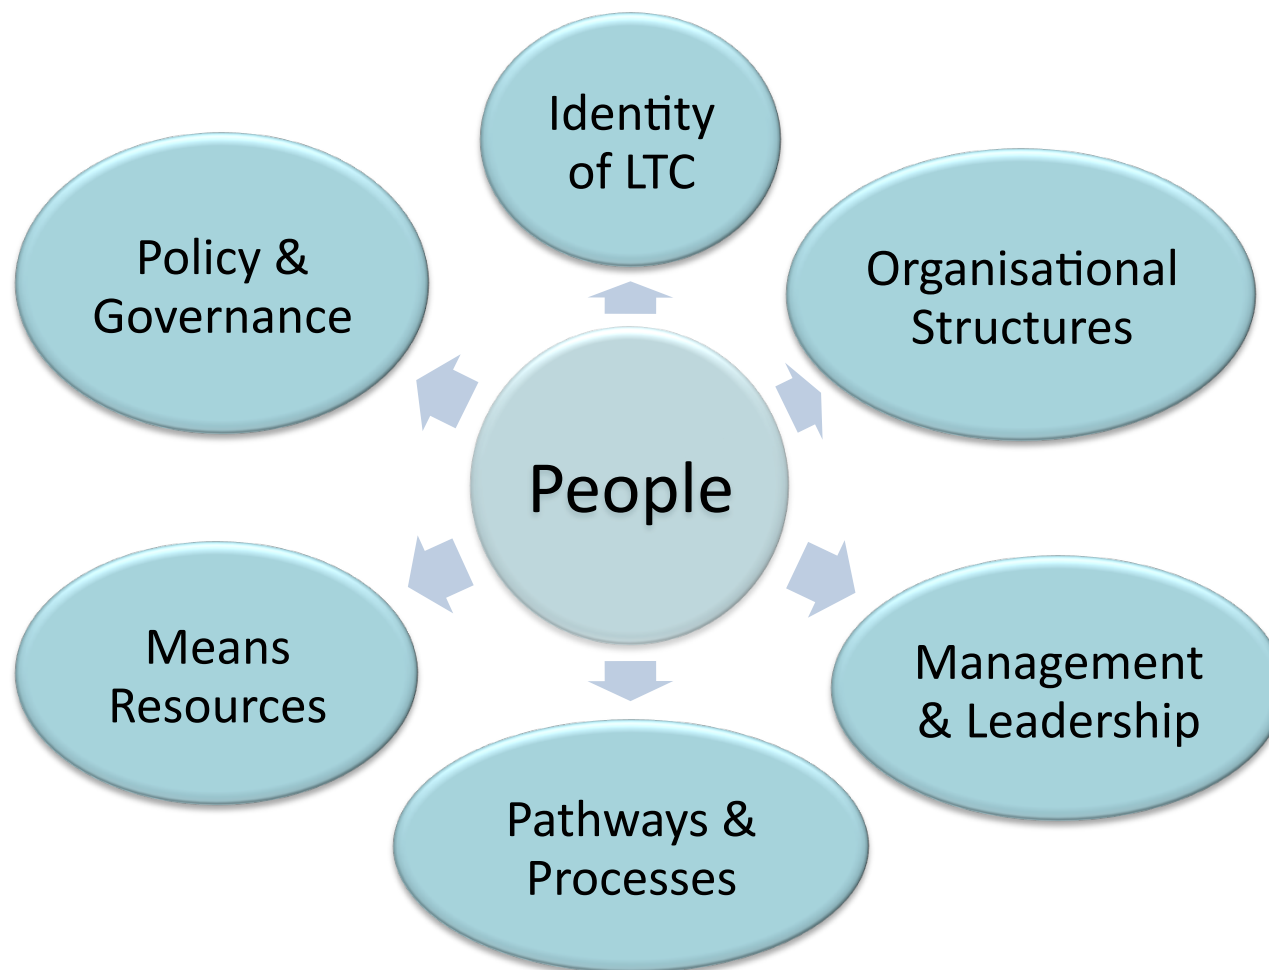 Identity
of LTC
Policy &
Governance
Organisational
Structures
People
Means
Resources
Management
& Leadership
Pathways &
Processes